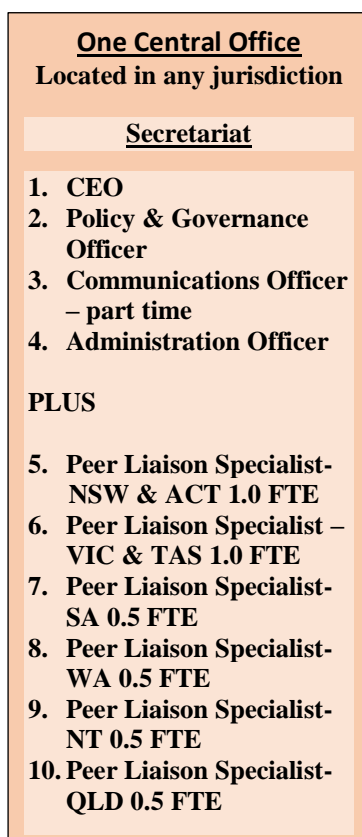 One Central Office
Located in any jurisdiction
Secretariat
1. CEO
2. Policy & Governance
Officer
3. Communications Officer
– part time
4. Administration Officer
PLUS
5. Peer Liaison Specialist-
NSW & ACT 1.0 FTE
6. Peer Liaison Specialist –
VIC & TAS 1.0 FTE
7. Peer Liaison Specialist-
SA 0.5 FTE
8. Peer Liaison Specialist-
WA 0.5 FTE
9. Peer Liaison Specialist-
NT 0.5 FTE
10. Peer Liaison Specialist-
QLD 0.5 FTE